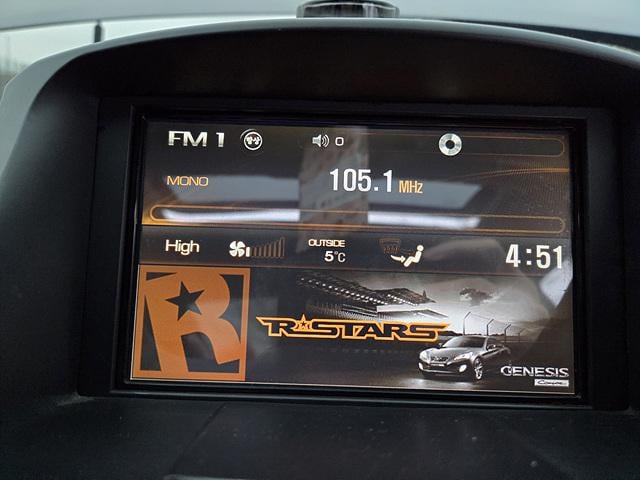 FM 1
0
MONO
105.1 MHz
High
OUTSIDE
5°C
4:51
R
R★STARS
GENESIS
Coupe